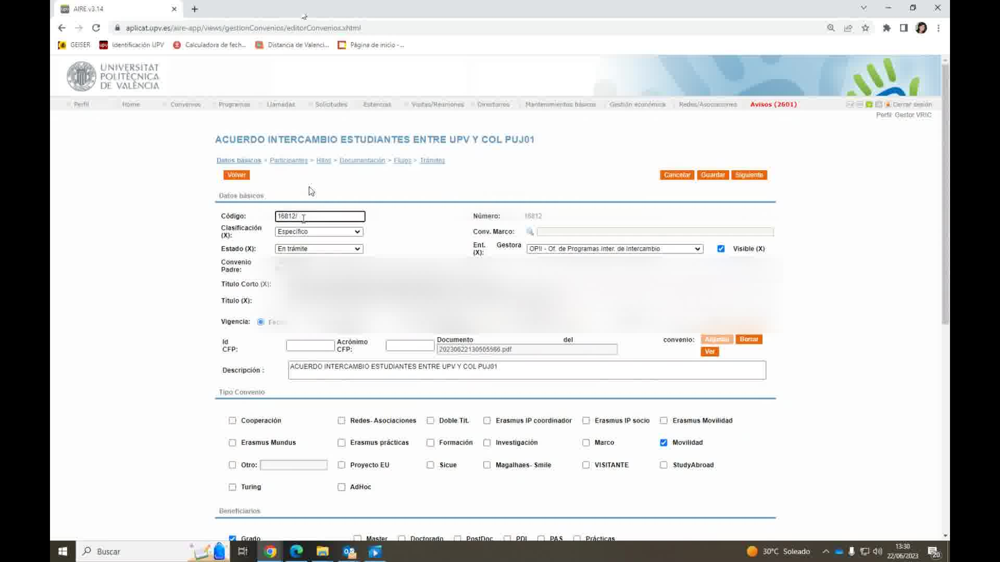 AIRE v3.14
aplicat.upv.es/aire-app/views/gestionConvenios/editorConvenios.xhtml
GEISER Identificación UPV Calculadora de fech... Distancia de Valenci... Página de inicio -...
UNIVERSITAT
POLITÈCNICA
DE VALÈNCIA
Perfil Home Convenios Programas Llamadas Solicitudes Estancias Visitas/Reuniones Directorios Mantenimientos básicos Gestión económica Redes/Asociaciones Avisos (2601) Cerrar sesión
Perfil: Gestor VRIC
ACUERDO INTERCAMBIO ESTUDIANTES ENTRE UPV Y COL PUJ01
Datos básicos > Participantes > Hitos > Documentación > Flujos > Trámites
Volver Cancelar Guardar Siguiente
Datos básicos
Código: 16812/ Número: 16812
Clasificación (X): Específico Conv. Marco:
Estado (X): En trámite Ent. Gestora (X): OPII - Of. de Programas Inter. de Intercambio Visible (X)
Convenio
Padre:
Título Corto (X):
Título (X):
Vigencia:
Id CFP: Acrónimo CFP: Documento del convenio: Adjuntar Borrar
20230622130505566.pdf Ver
Descripción : ACUERDO INTERCAMBIO ESTUDIANTES ENTRE UPV Y COL PUJ01
Tipo Convenio
Cooperación Redes- Asociaciones Doble Tit. Erasmus IP coordinador Erasmus IP socio Erasmus Movilidad
Erasmus Mundus Erasmus prácticas Formación Investigación Marco Movilidad
Otro: Proyecto EU Sicue Magalhaes- Smile VISITANTE StudyAbroad
Turing AdHoc
Beneficiarios
Grado Master Doctorado PostDoc PDI PAS Prácticas
Buscar 30°C Soleado 13:30
22/06/2023 20